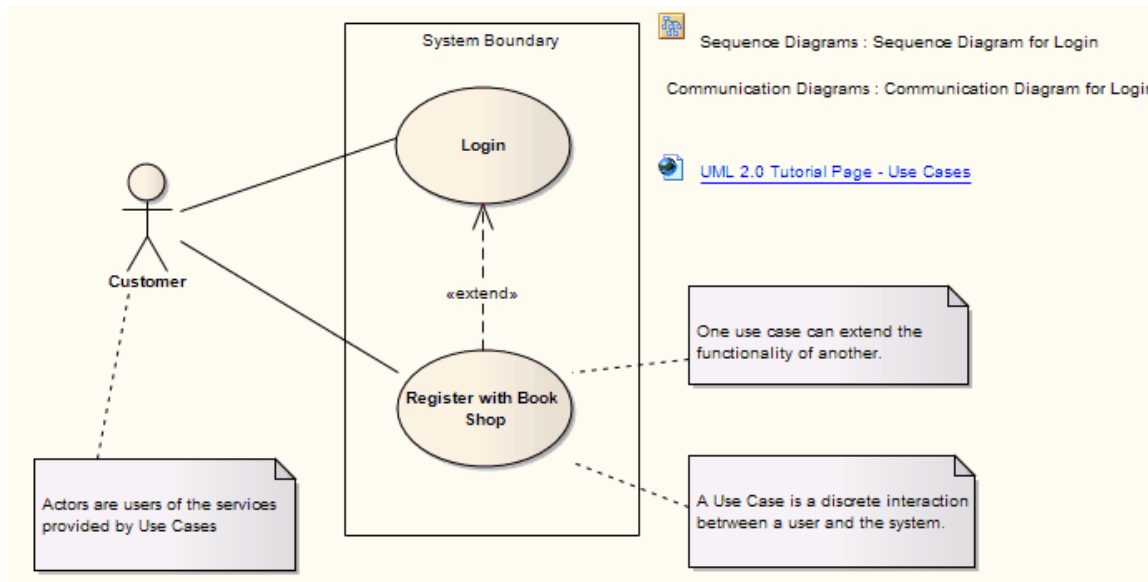 System Boundary
Sequence Diagrams : Sequence Diagram for Login
Communication Diagrams : Communication Diagram for Login
Login
UML 2.0 Tutorial Page - Use Cases
Customer
«extend»
One use case can extend the
functionality of another.
Register with Book
Shop
Actors are users of the services
provided by Use Cases
A Use Case is a discrete interaction
betrween a user and the system.